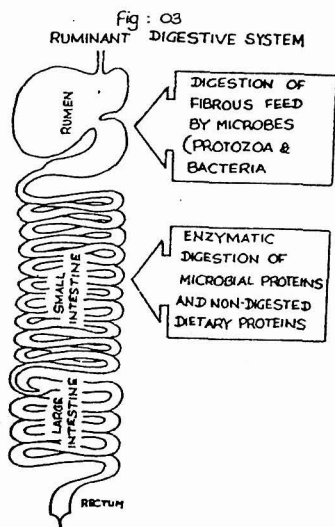 Fig : 03
RUMINANT DIGESTIVE SYSTEM
RUMEN
DIGESTION OF
FIBROUS FEED
BY MICROBES
(PROTOZOA &
BACTERIA
SMALL
INTESTINE
ENZYMATIC
DIGESTION OF
MICROBIAL PROTEINS
AND NON-DIGESTED
DIETARY PROTEINS
LARGE
INTESTINE
RECTUM